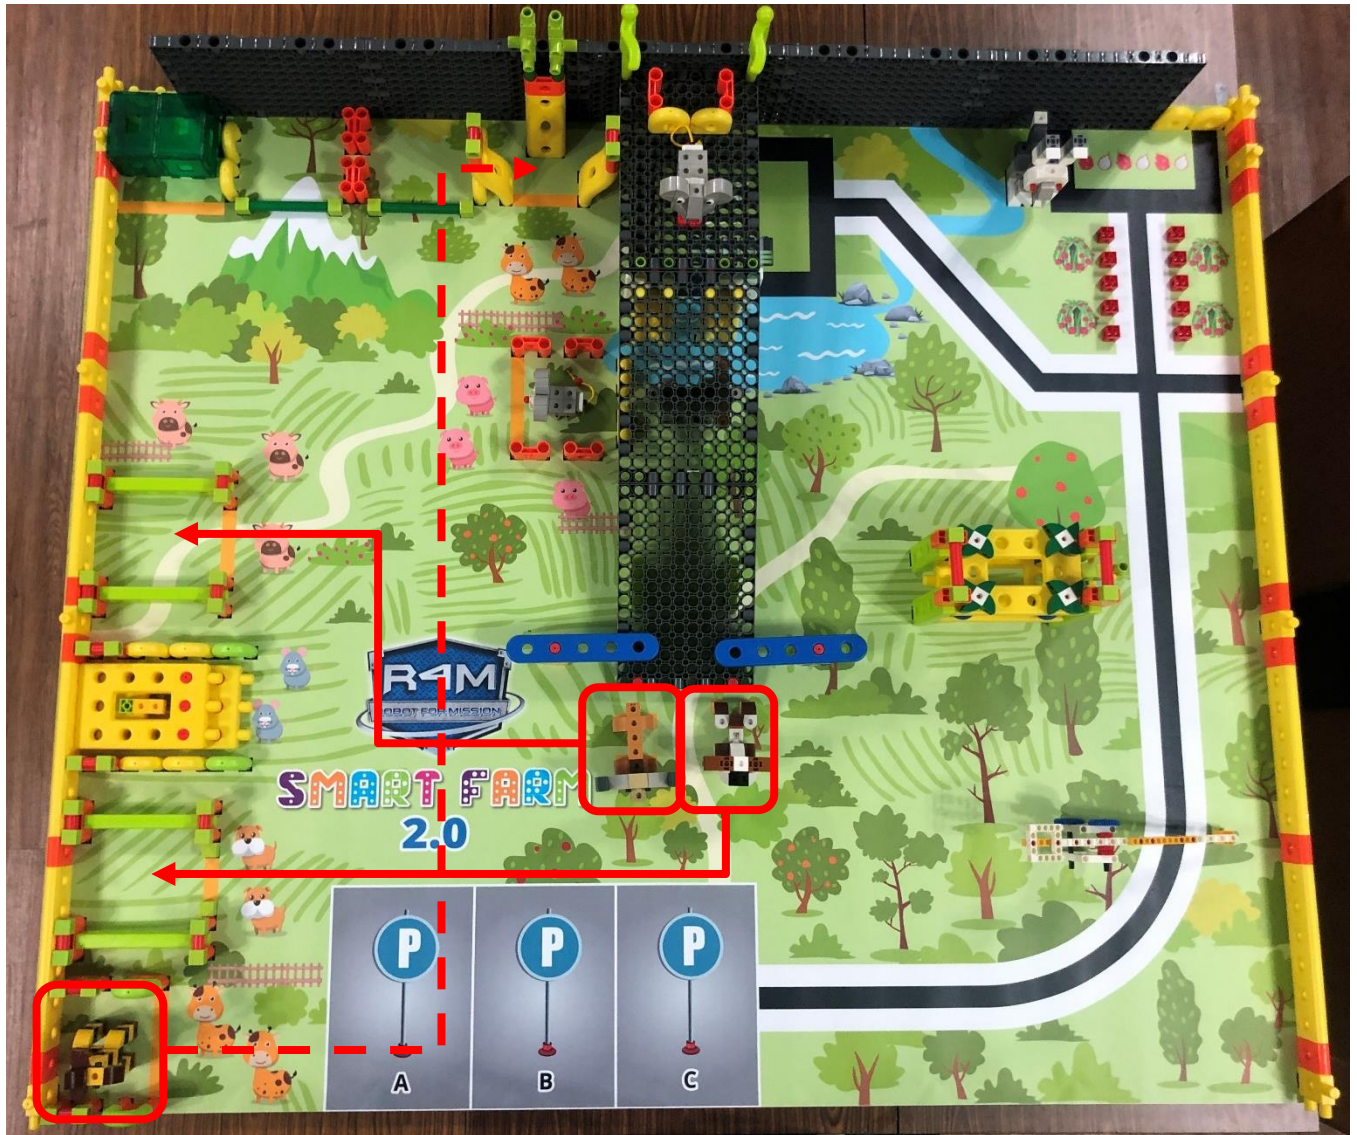 R4M
ROBOT FOR MISSION
SMART FARM
2.0
P P P
A B C